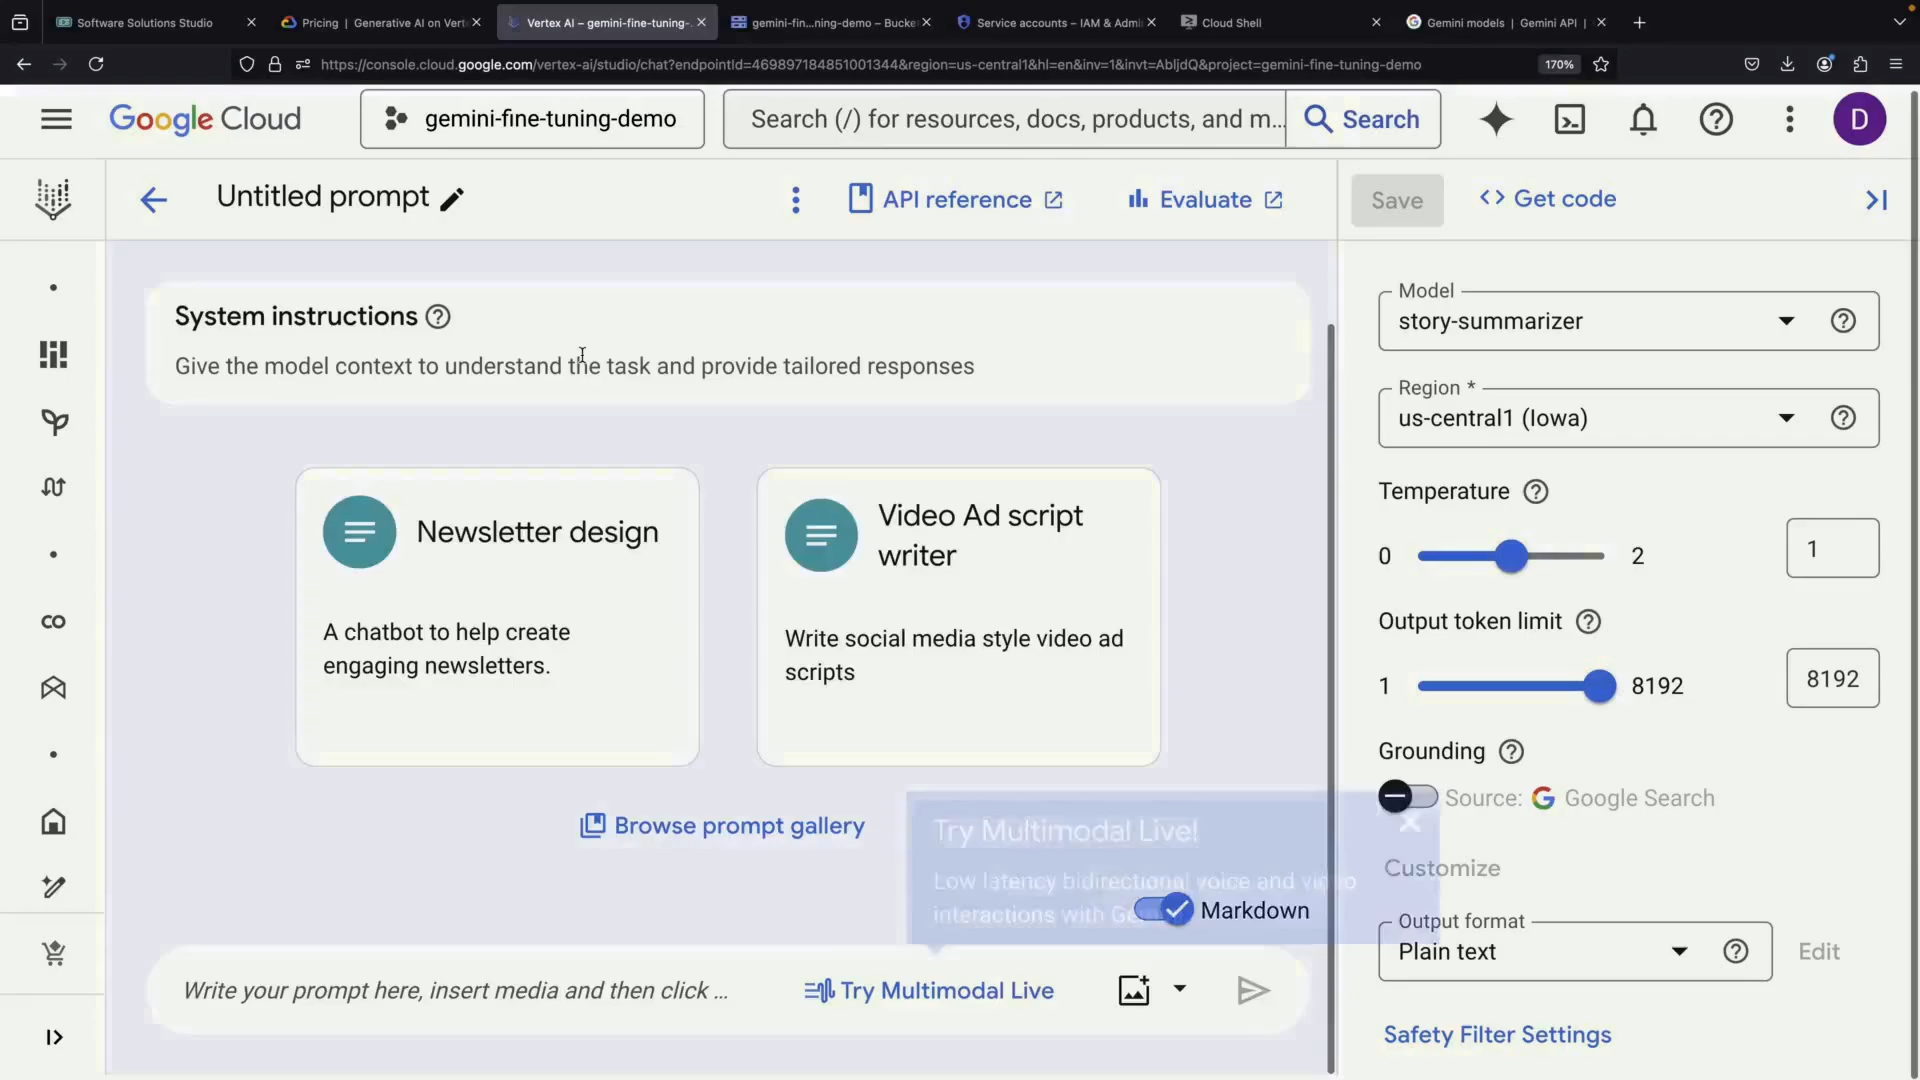 Software Solutions Studio
Pricing | Generative AI on Vert
Vertex AI – gemini-fine-tuning-
gemini-fin...ning-demo – Bucke
Service accounts – IAM & Admi
Cloud Shell
Gemini models | Gemini API |
https://console.cloud.google.com/vertex-ai/studio/chat?endpointId=469897184851001344&region=us-central1&hl=en&inv=1&invt=AbljdQ&project=gemini-fine-tuning-demo
170%
Google Cloud
gemini-fine-tuning-demo
Search (/) for resources, docs, products, and m...
Search
D
Untitled prompt
API reference
Evaluate
Save
Get code
System instructions
Give the model context to understand the task and provide tailored responses
Newsletter design
A chatbot to help create
engaging newsletters.
Video Ad script
writer
Write social media style video ad
scripts
Browse prompt gallery
Try Multimodal Live!
Low latency bidirectional voice and video
interactions with
Markdown
Write your prompt here, insert media and then click ...
Try Multimodal Live
Model
story-summarizer
Region *
us-central1 (Iowa)
Temperature
0
2
1
Output token limit
1
8192
8192
Grounding
Source: Google Search
Customize
Output format
Plain text
Edit
Safety Filter Settings